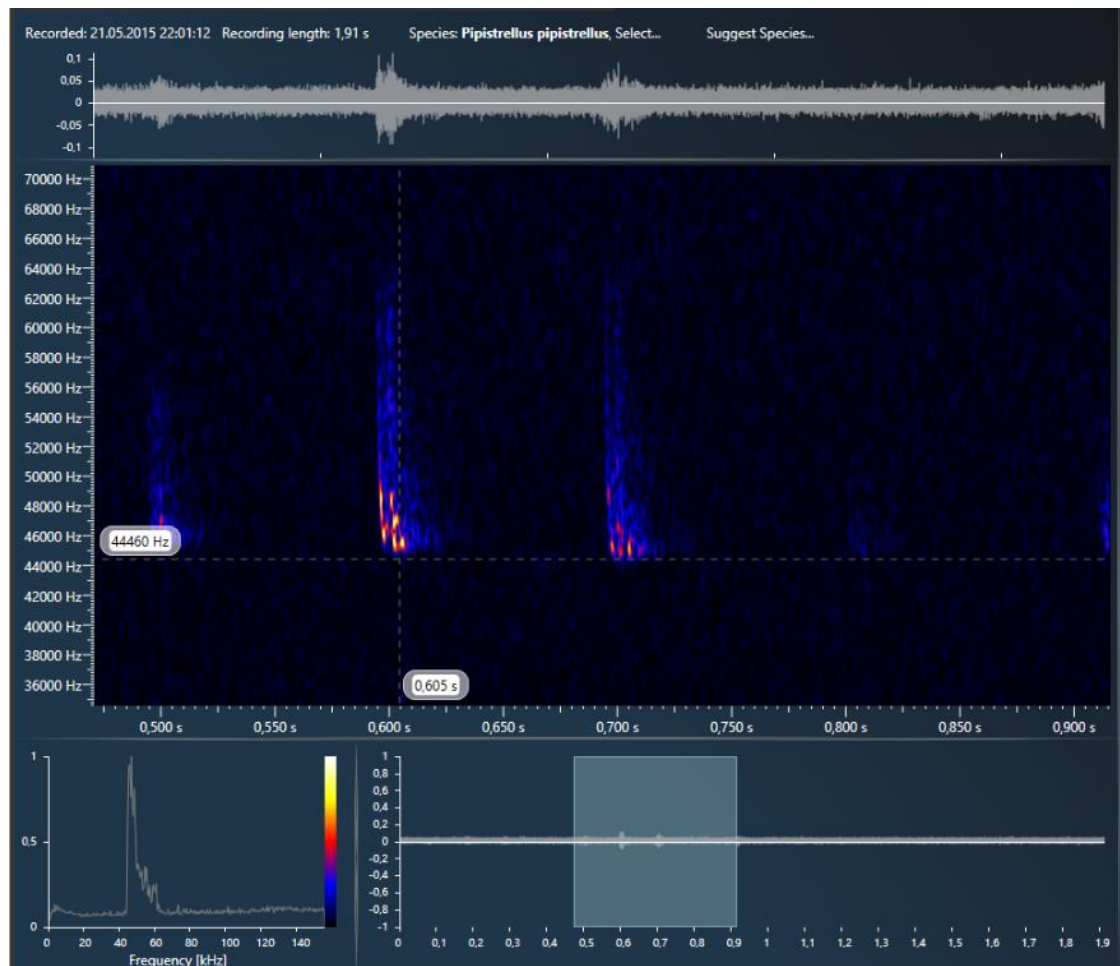 Recorded: 21.05.2015 22:01:12 Recording length: 1,91 s Species: Pipistrellus pipistrellus, Select... Suggest Species...
0,1
0,05
0
-0,05
-0,1
70000 Hz
68000 Hz
66000 Hz
64000 Hz
62000 Hz
60000 Hz
58000 Hz
56000 Hz
54000 Hz
52000 Hz
50000 Hz
48000 Hz
46000 Hz
44460 Hz
44000 Hz
42000 Hz
40000 Hz
38000 Hz
36000 Hz
0,605 s
0,500 s 0,550 s 0,600 s 0,650 s 0,700 s 0,750 s 0,800 s 0,850 s 0,900 s
1
0.5
0
0 20 40 60 80 100 120 140
Frequency [kHz]
1
0,8
0,6
0,4
0,2
0
-0,2
-0,4
-0,6
-0,8
-1
0 0,1 0,2 0,3 0,4 0,5 0,6 0,7 0,8 0,9 1 1,1 1,2 1,3 1,4 1,5 1,6 1,7 1,8 1,9